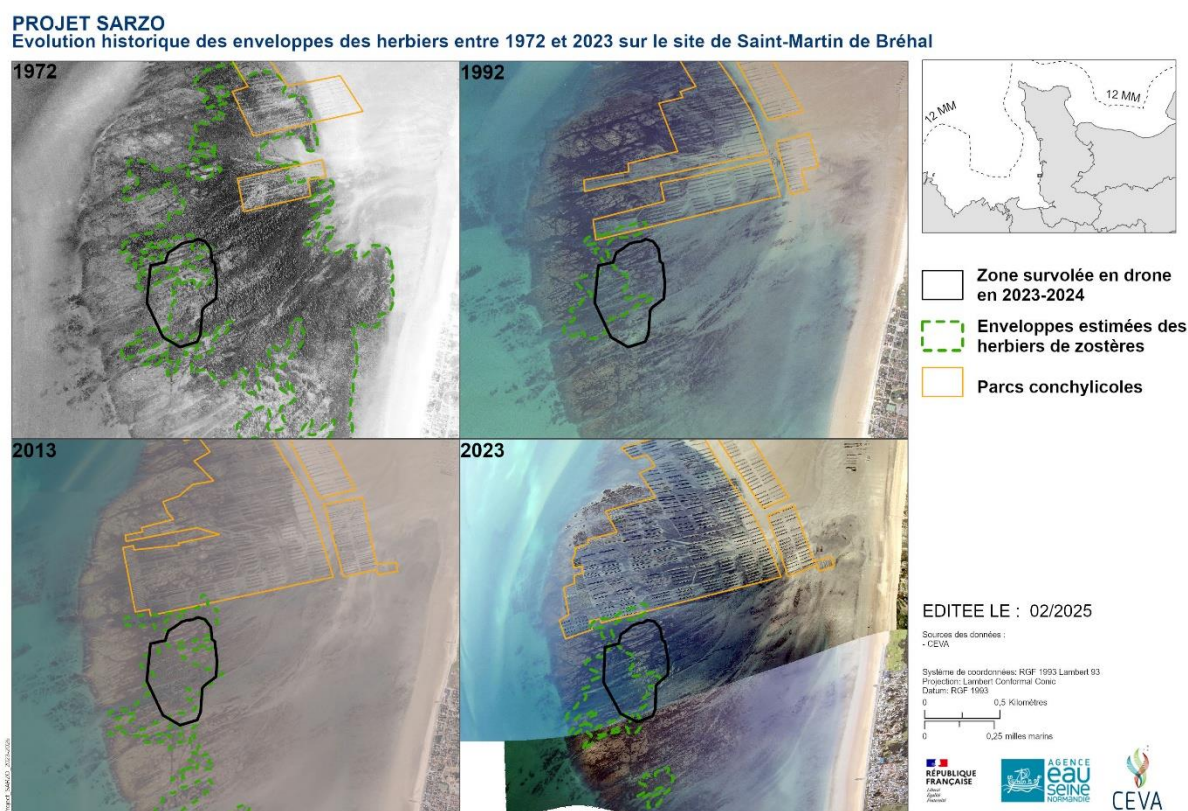 PROJET SARZO
Evolution historique des enveloppes des herbiers entre 1972 et 2023 sur le site de Saint-Martin de Bréhal
1972
1992
2013
2023
12 MM
12 MM
Zone survolée en drone
en 2023-2024
Enveloppes estimées des
herbiers de zostères
Parcs conchylicoles
EDITEE LE : 02/2025
Sources des données :
- CEVA
Système de coordonnées: RGF 1993 Lambert 93
Projection: Lambert Conformal Conic
Datum: RGF 1993
0 0,5 Kilomètres
0 0,25 milles marins
RÉPUBLIQUE
FRANÇAISE
Liberté
Égalité
Fraternité
AGENCE
eau
SEINE
NORMANDIE
CEVA